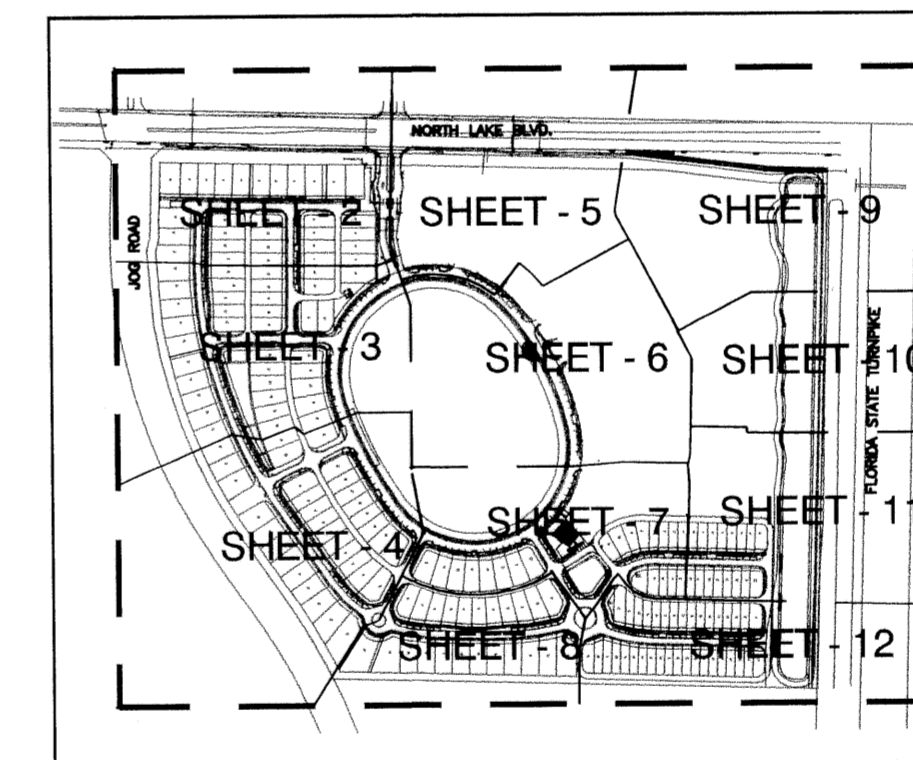 NORTH LAKE BLVD.
SHEET - 2
SHEET - 5
SHEET - 9
JOG ROAD
SHEET - 3
SHEET - 6
SHEET - 10
FLORIDA STATE TURNPIKE
SHEET - 4
SHEET - 7
SHEET - 11
SHEET - 8
SHEET - 12